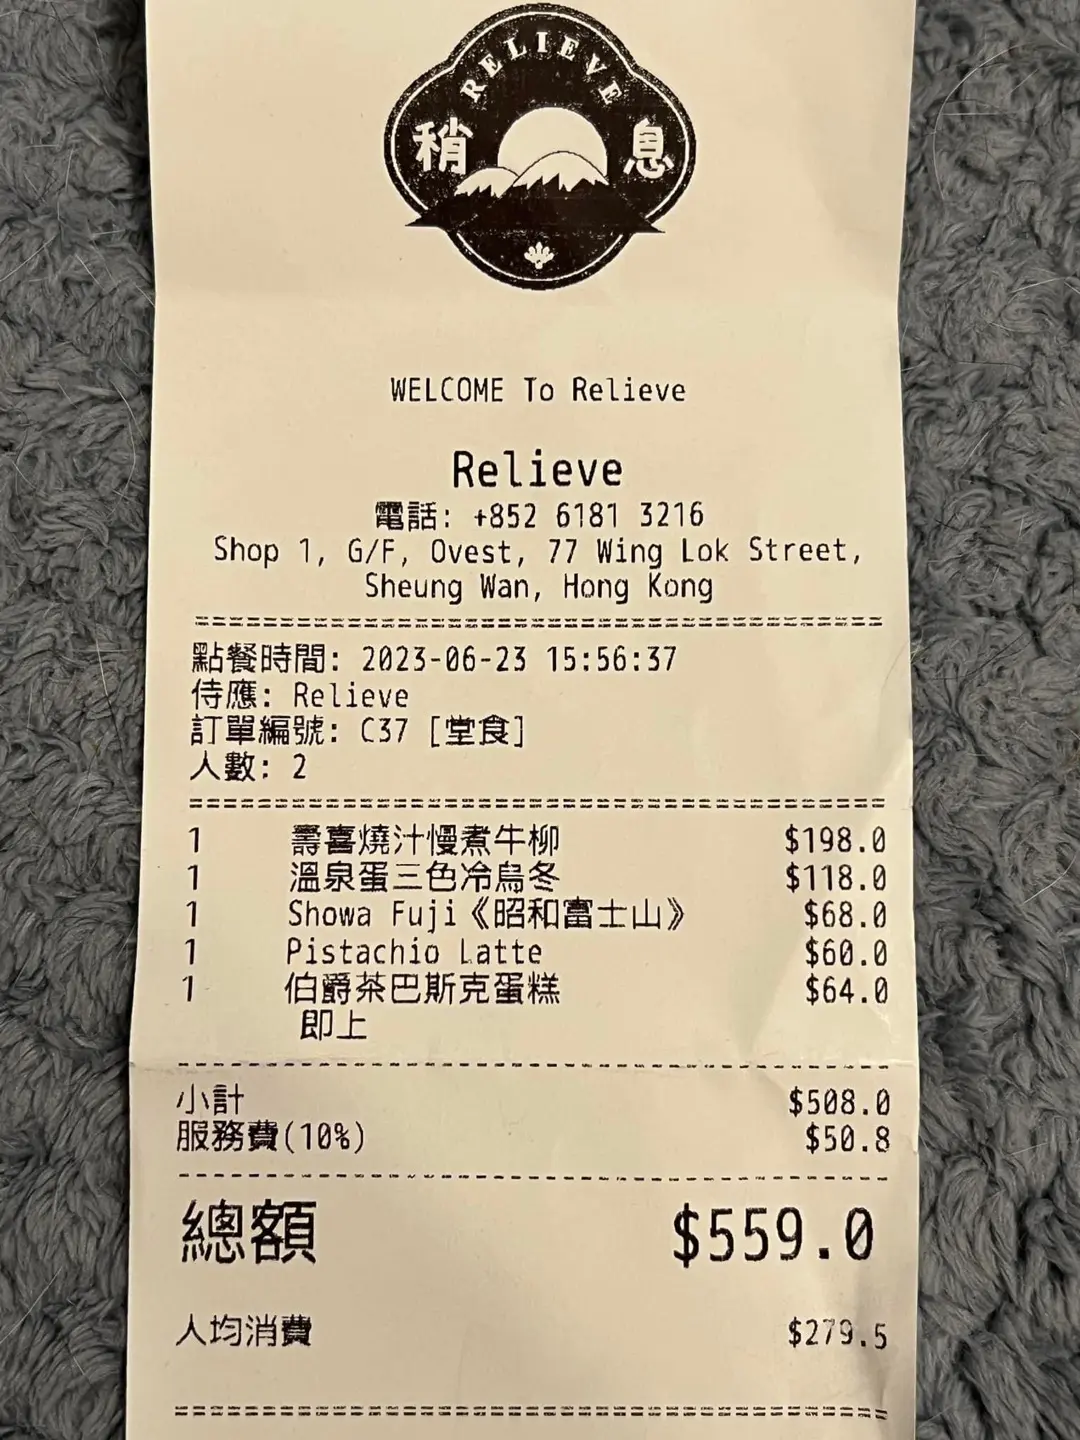 RELIEVE
稍 息
WELCOME To Relieve
Relieve
電話: +852 6181 3216
Shop 1, G/F, Ovest, 77 Wing Lok Street,
Sheung Wan, Hong Kong
點餐時間: 2023-06-23 15:56:37
侍應: Relieve
訂單編號: C37 [堂食]
人數: 2
1 壽喜燒汁慢煮牛柳 $198.0
1 溫泉蛋三色冷烏冬 $118.0
1 Showa Fuji《昭和富士山》 $68.0
1 Pistachio Latte $60.0
1 伯爵茶巴斯克蛋糕 $64.0
即上
小計 $508.0
服務費(10%) $50.8
總額 $559.0
人均消費 $279.5